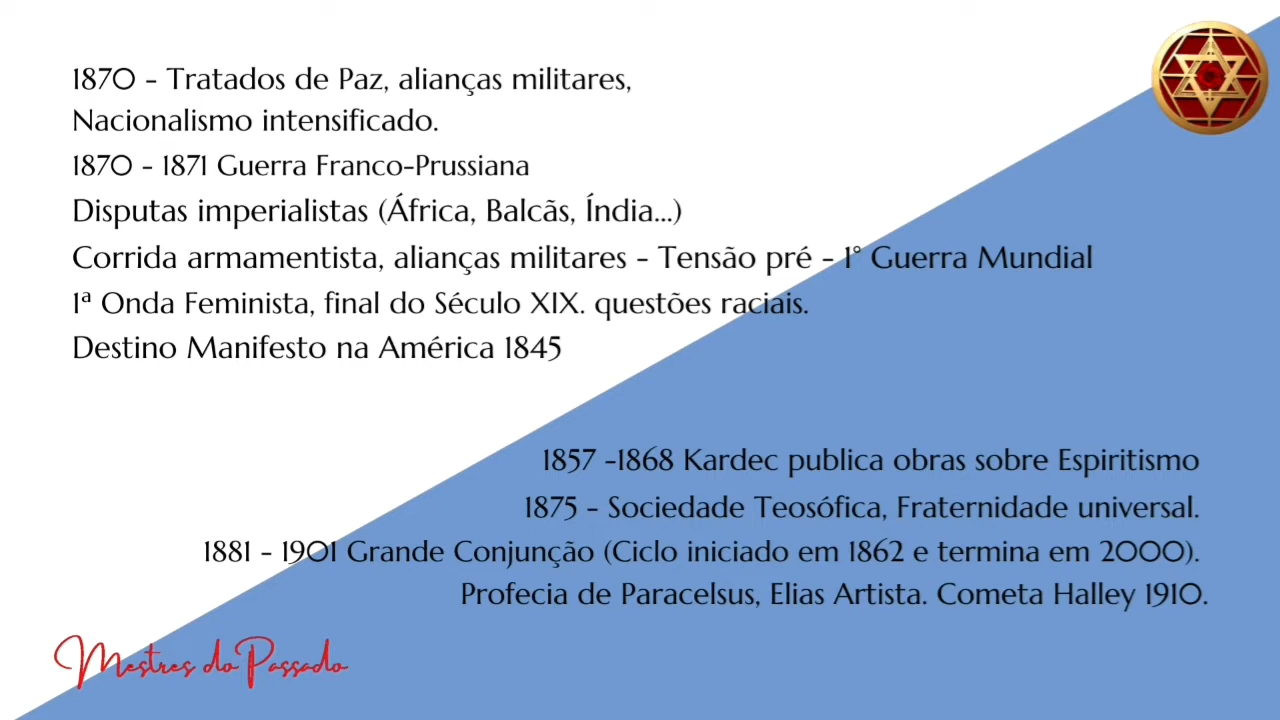 1870 - Tratados de Paz, alianças militares,
Nacionalismo intensificado.
1870 - 1871 Guerra Franco-Prussiana
Disputas imperialistas (África, Balcãs, Índia...)
Corrida armamentista, alianças militares - Tensão pré - 1° Guerra Mundial
1ª Onda Feminista, final do Século XIX. questões raciais.
Destino Manifesto na América 1845
1857 -1868 Kardec publica obras sobre Espiritismo
1875 - Sociedade Teosófica, Fraternidade universal.
1881 - 1901 Grande Conjunção (Ciclo iniciado em 1862 e termina em 2000).
Profecia de Paracelsus, Elias Artista. Cometa Halley 1910.
Mestres do Passado